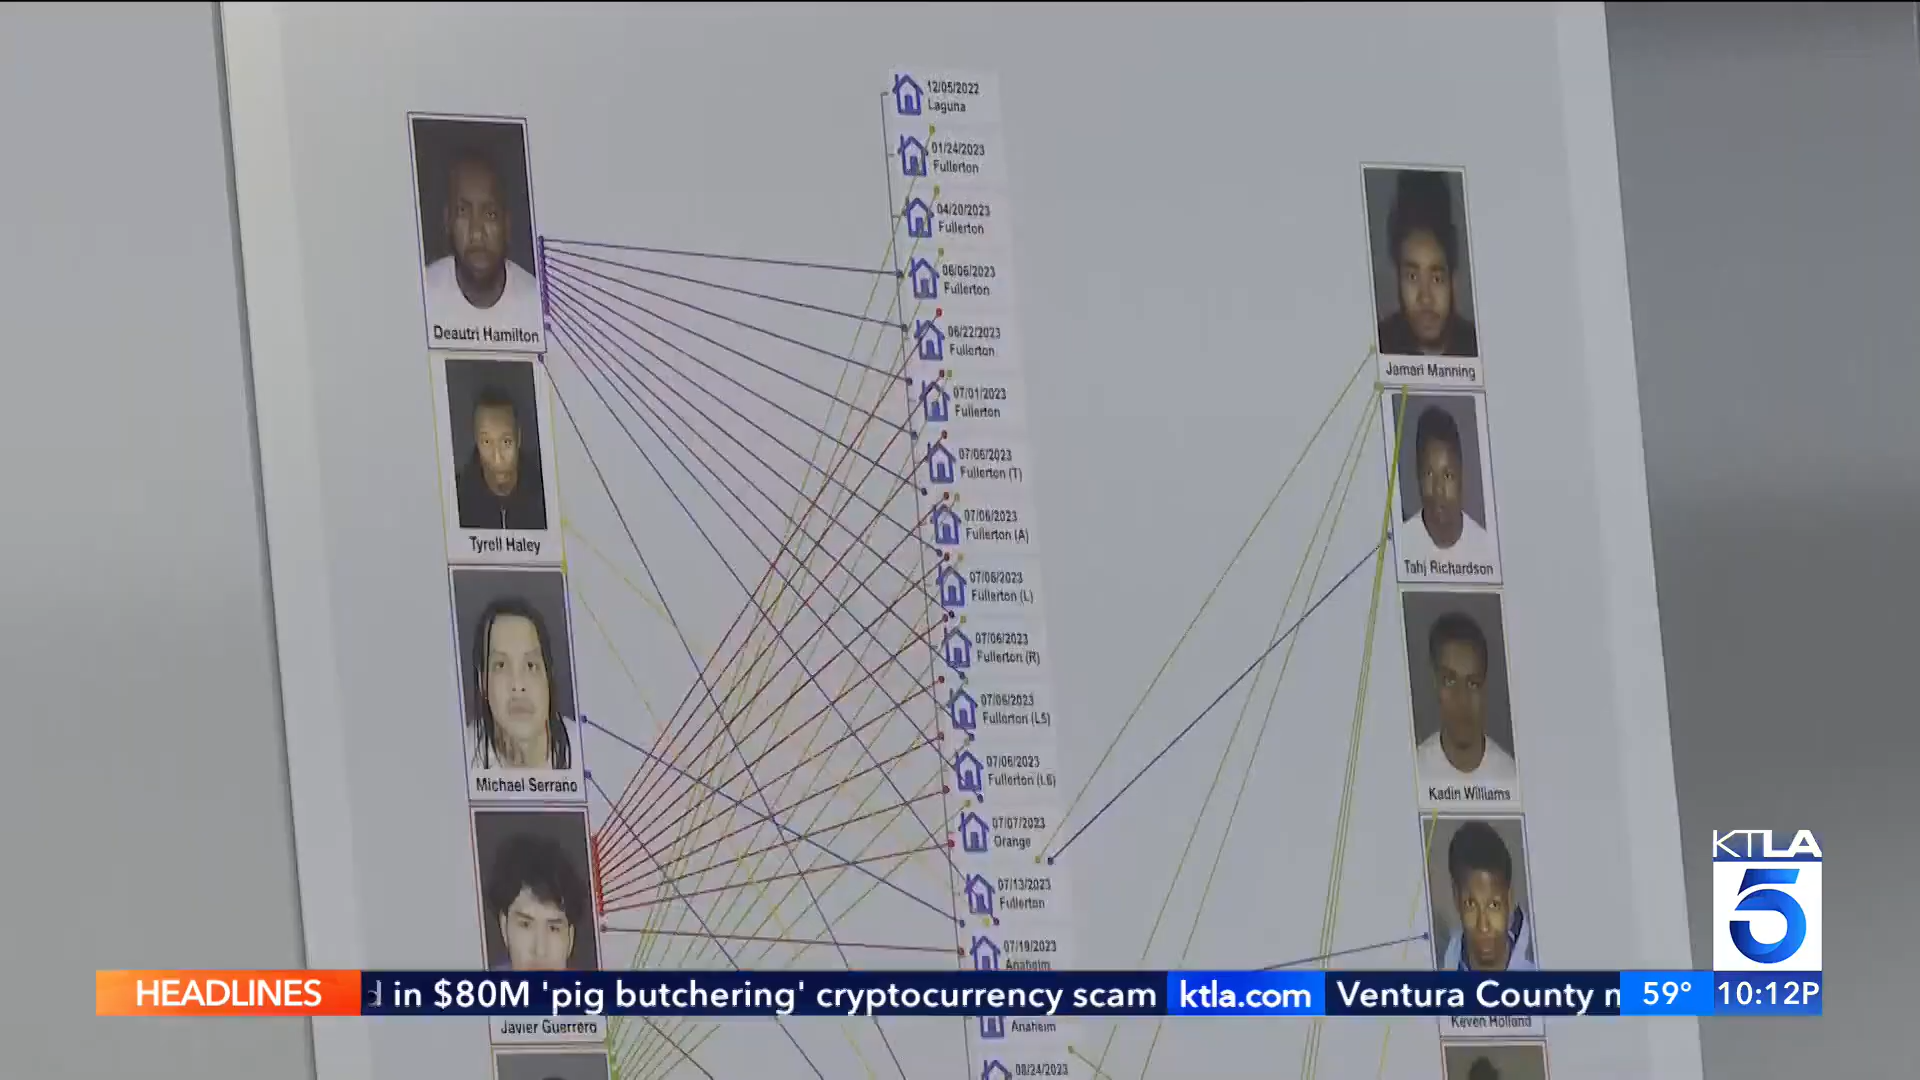 12/05/2022
Laguna
01/24/2023
Fullerton
04/20/2023
Fullerton
06/06/2023
Fullerton
06/22/2023
Fullerton
07/01/2023
Fullerton
07/06/2023
Fullerton (T)
07/06/2023
Fullerton (A)
07/06/2023
Fullerton (L)
07/06/2023
Fullerton (R)
07/06/2023
Fullerton (L5)
07/06/2023
Fullerton (L6)
07/07/2023
Orange
07/13/2023
Fullerton
07/19/2023
Anaheim
Anaheim
08/24/2023
Deautri Hamilton
Tyrell Haley
Michael Serrano
Javier Guerrero
Jamari Manning
Tahj Richardson
Kadin Williams
Keven Holland
KTLA
5
HEADLINES
in $80M 'pig butchering' cryptocurrency scam
ktla.com
Ventura County
59°
10:12P